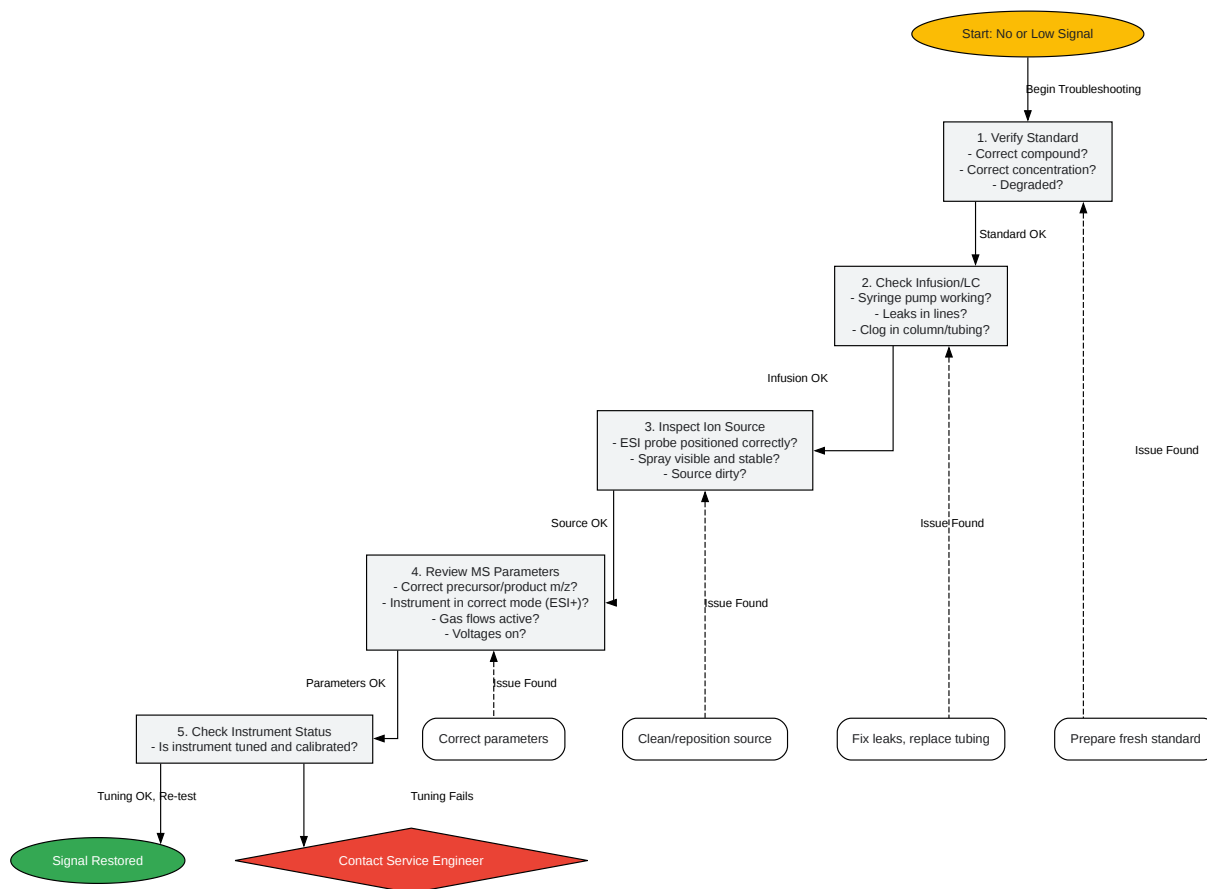 Start: No or Low Signal
Begin Troubleshooting
1. Verify Standard
- Correct compound?
- Correct concentration?
- Degraded?
Standard OK
2. Check Infusion/LC
- Syringe pump working?
- Leaks in lines?
- Clog in column/tubing?
Infusion OK
Issue Found
3. Inspect Ion Source
- ESI probe positioned correctly?
- Spray visible and stable?
- Source dirty?
Source OK
Issue Found
4. Review MS Parameters
- Correct precursor/product m/z?
- Instrument in correct mode (ESI+)?
- Gas flows active?
- Voltages on?
Issue Found
Parameters OK
Issue Found
5. Check Instrument Status
- Is instrument tuned and calibrated?
Correct parameters
Clean/reposition source
Fix leaks, replace tubing
Prepare fresh standard
Tuning OK, Re-test
Tuning Fails
Signal Restored
Contact Service Engineer